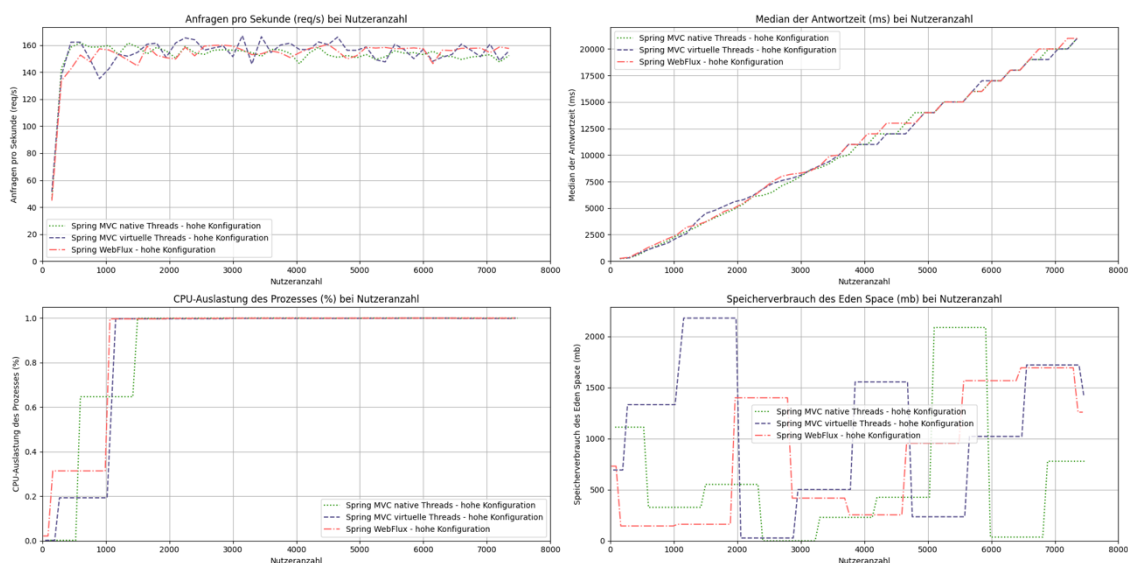 Anfragen pro Sekunde (req/s) bei Nutzeranzahl
Anfragen pro Sekunde (req/s)
160
140
120
100
80
60
40
20
0
Spring MVC native Threads - hohe Konfiguration
Spring MVC virtuelle Threads - hohe Konfiguration
Spring WebFlux - hohe Konfiguration
0 1000 2000 3000 4000 5000 6000 7000 8000
Nutzeranzahl
Median der Antwortzeit (ms) bei Nutzeranzahl
Median der Antwortzeit (ms)
Spring MVC native Threads - hohe Konfiguration
Spring MVC virtuelle Threads - hohe Konfiguration
Spring WebFlux - hohe Konfiguration
20000
17500
15000
12500
10000
7500
5000
2500
0
0 1000 2000 3000 4000 5000 6000 7000 8000
Nutzeranzahl
CPU-Auslastung des Prozesses (%) bei Nutzeranzahl
CPU-Auslastung des Prozesses (%)
1.0
0.8
0.6
0.4
0.2
0.0
Spring MVC native Threads - hohe Konfiguration
Spring MVC virtuelle Threads - hohe Konfiguration
Spring WebFlux - hohe Konfiguration
0 1000 2000 3000 4000 5000 6000 7000 8000
Nutzeranzahl
Speicherverbrauch des Eden Space (mb) bei Nutzeranzahl
Speicherverbrauch des Eden Space (mb)
2000
1500
1000
500
0
Spring MVC native Threads - hohe Konfiguration
Spring MVC virtuelle Threads - hohe Konfiguration
Spring WebFlux - hohe Konfiguration
0 1000 2000 3000 4000 5000 6000 7000 8000
Nutzeranzahl